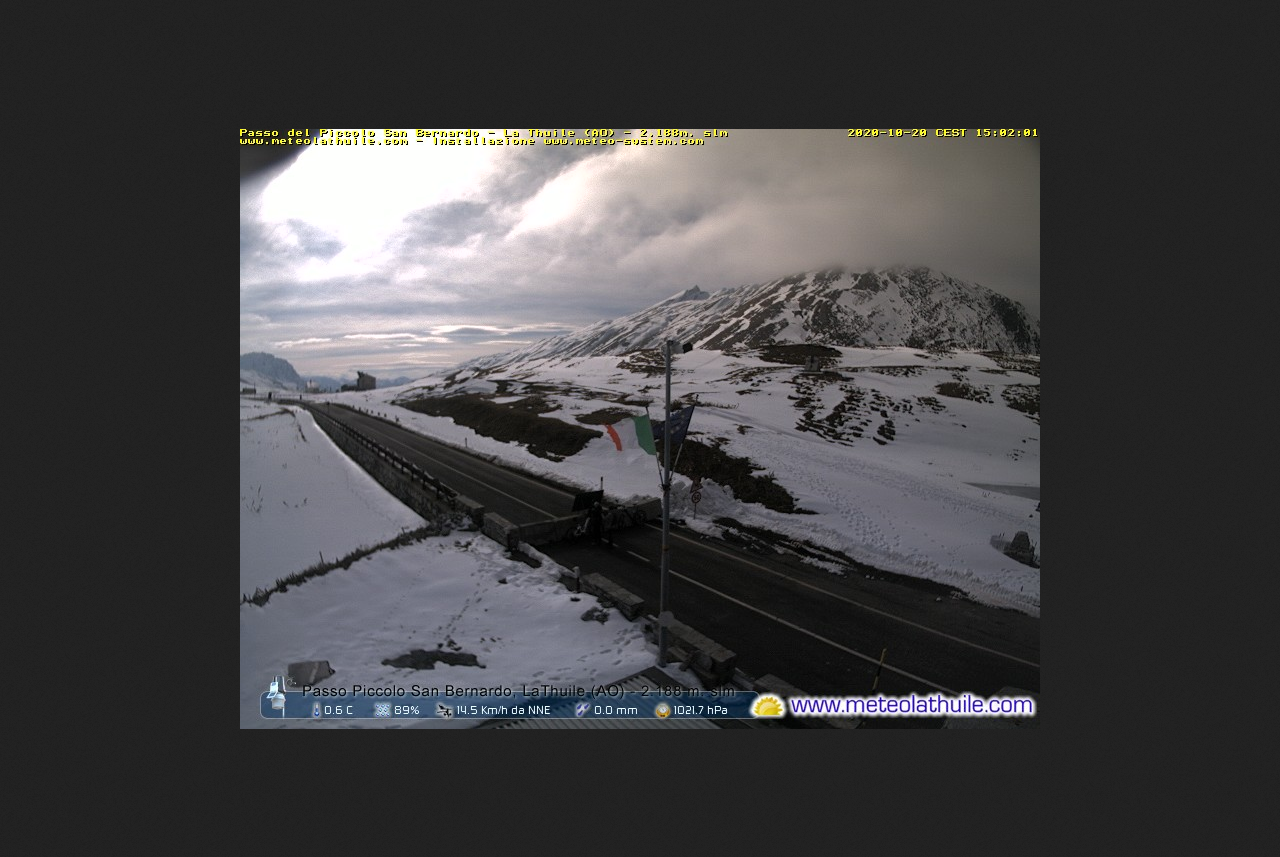 Passo del Piccolo San Bernardo - La Thuile (AO) - 2.188m. slm
2020-10-20 CEST 15:02:01
www.meteolathuile.com - Installazione www.meteo-system.com
Passo Piccolo San Bernardo, LaThuile (AO) - 2.188 m. slm
0.6 C 89% 14.5 Km/h da NNE 0.0 mm 1021.7 hPa
www.meteolathuile.com